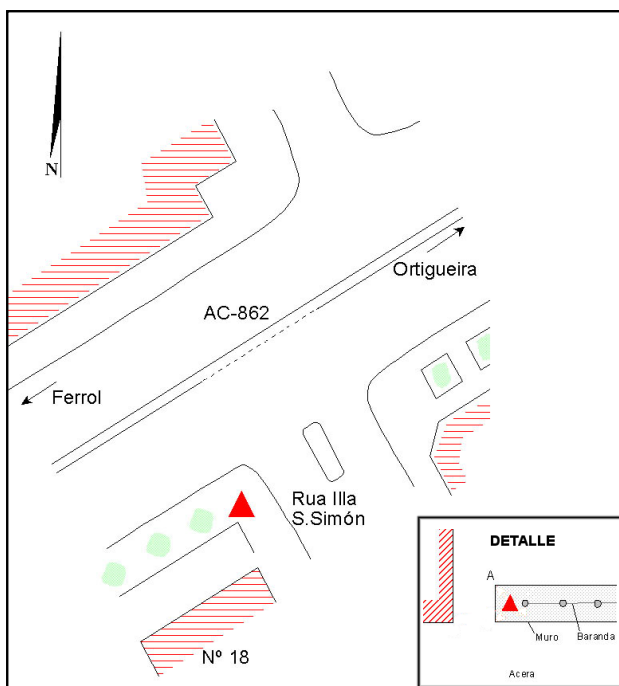 N
Ortigueira
AC-862
Ferrol
Rua Illa
S.Simón
Nº 18
DETALLE
A
Muro
Baranda
Acera